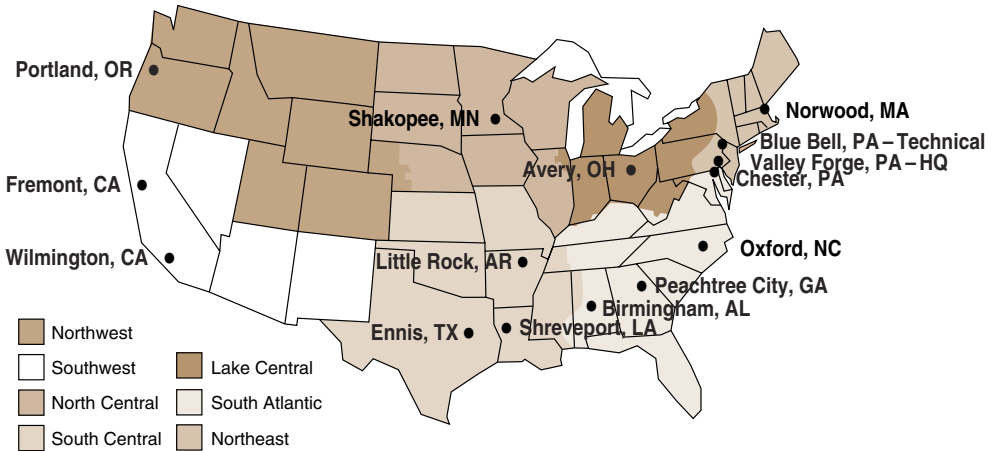 Portland, OR
Shakopee, MN
Norwood, MA
Blue Bell, PA – Technical
Valley Forge, PA – HQ
Chester, PA
Avery, OH
Fremont, CA
Wilmington, CA
Little Rock, AR
Oxford, NC
Peachtree City, GA
Birmingham, AL
Ennis, TX
Shreveport, LA
Northwest
Southwest
North Central
South Central
Lake Central
South Atlantic
Northeast